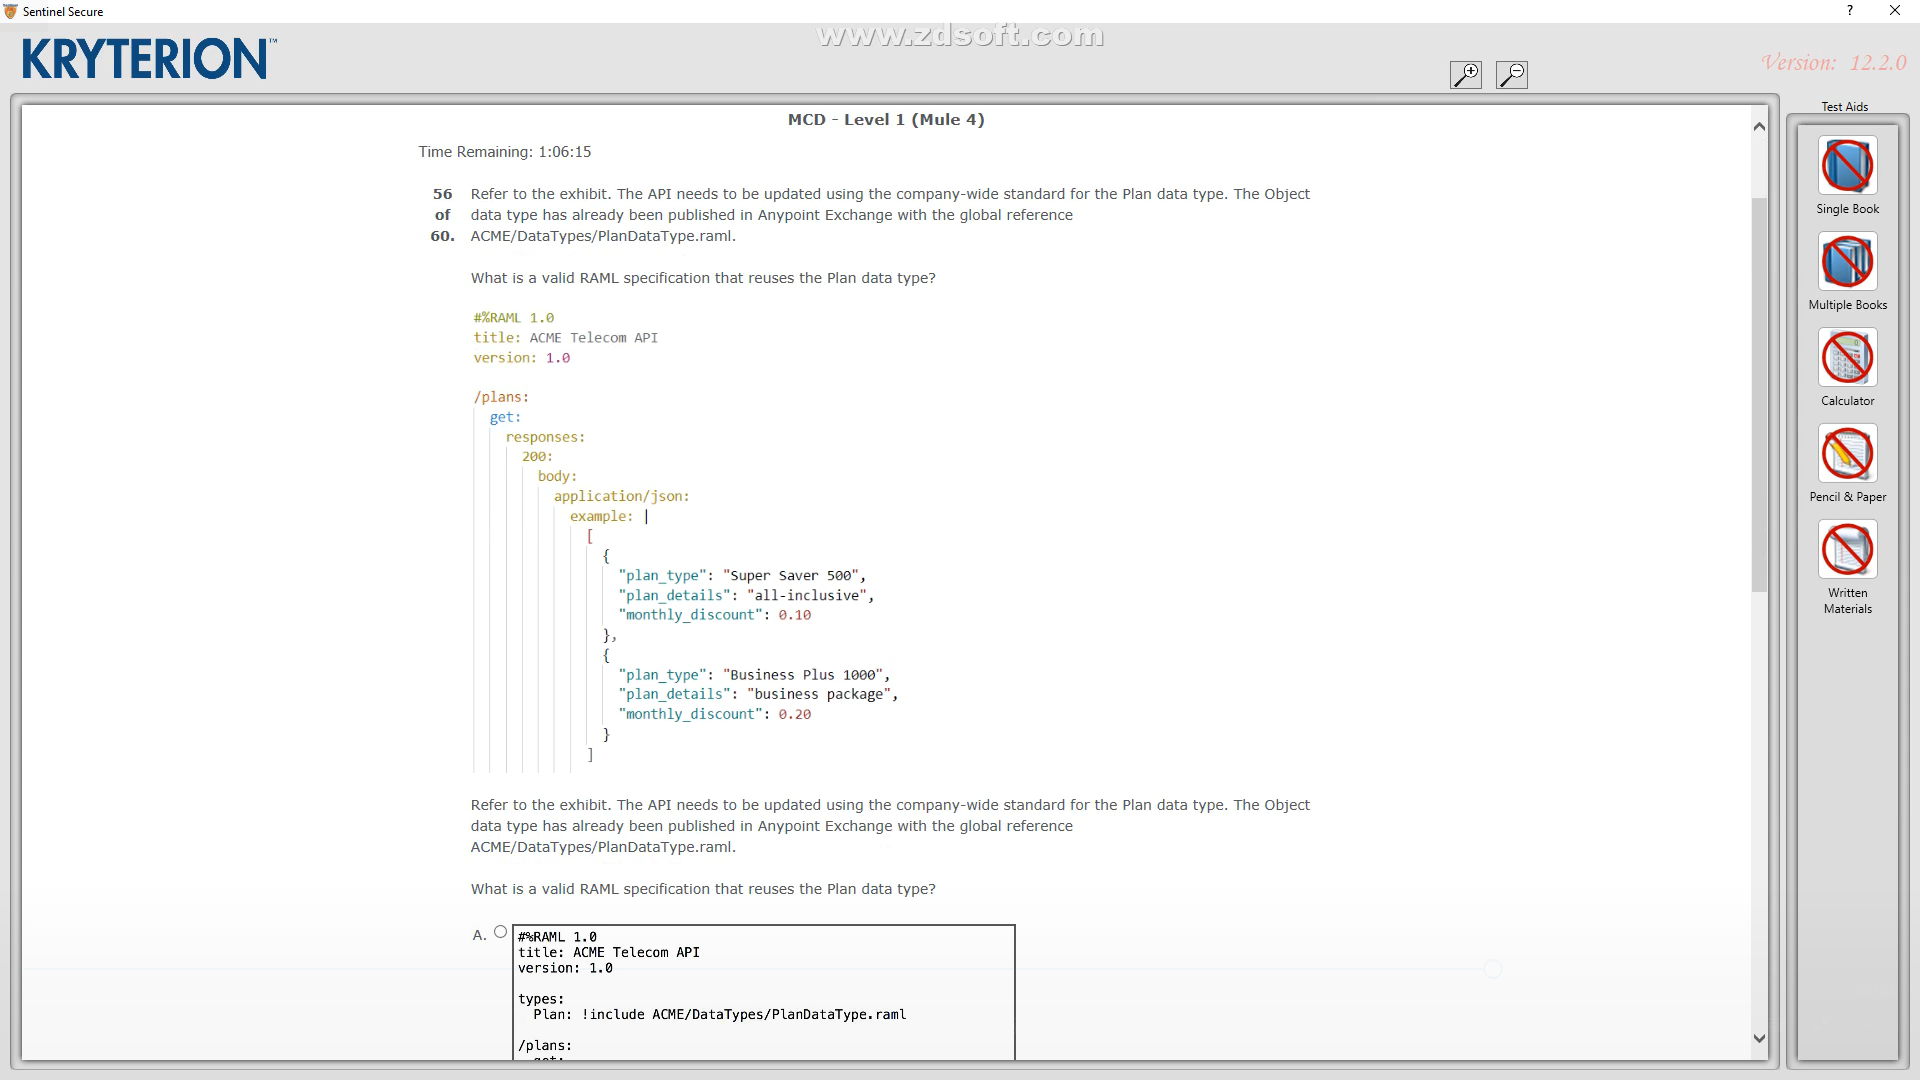 Sentinel Secure
?
KRYTERION™
www.zdsoft.com
Version: 12.2.0
MCD - Level 1 (Mule 4)
Test Aids
Time Remaining: 1:06:15
56 Refer to the exhibit. The API needs to be updated using the company-wide standard for the Plan data type. The Object
of data type has already been published in Anypoint Exchange with the global reference
60. ACME/DataTypes/PlanDataType.raml.
What is a valid RAML specification that reuses the Plan data type?
#%RAML 1.0
title: ACME Telecom API
version: 1.0
/plans:
get:
responses:
200:
body:
application/json:
example: |
[
{
"plan_type": "Super Saver 500",
"plan_details": "all-inclusive",
"monthly_discount": 0.10
},
{
"plan_type": "Business Plus 1000",
"plan_details": "business package",
"monthly_discount": 0.20
}
]
Refer to the exhibit. The API needs to be updated using the company-wide standard for the Plan data type. The Object
data type has already been published in Anypoint Exchange with the global reference
ACME/DataTypes/PlanDataType.raml.
What is a valid RAML specification that reuses the Plan data type?
A.
#%RAML 1.0
title: ACME Telecom API
version: 1.0
types:
Plan: !include ACME/DataTypes/PlanDataType.raml
/plans:
get:
Single Book
Multiple Books
Calculator
Pencil & Paper
Written
Materials